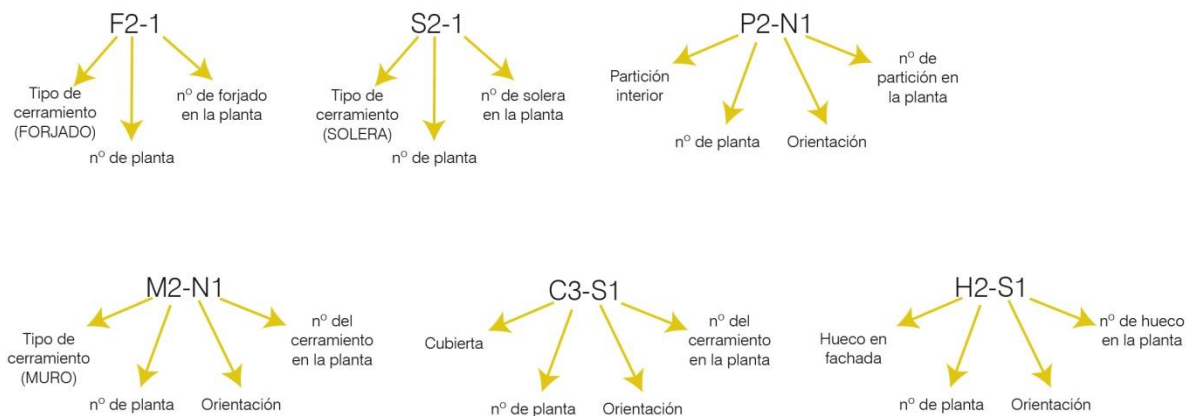 F2-1
Tipo de
cerramiento
(FORJADO)
nº de planta
nº de forjado
en la planta
S2-1
Tipo de
cerramiento
(SOLERA)
nº de planta
nº de solera
en la planta
P2-N1
Partición
interior
nº de planta
Orientación
nº de
partición en
la planta
M2-N1
Tipo de
cerramiento
(MURO)
nº de planta
Orientación
nº del
cerramiento
en la planta
C3-S1
Cubierta
nº de planta
Orientación
nº del
cerramiento
en la planta
H2-S1
Hueco en
fachada
nº de planta
Orientación
nº de hueco
en la planta